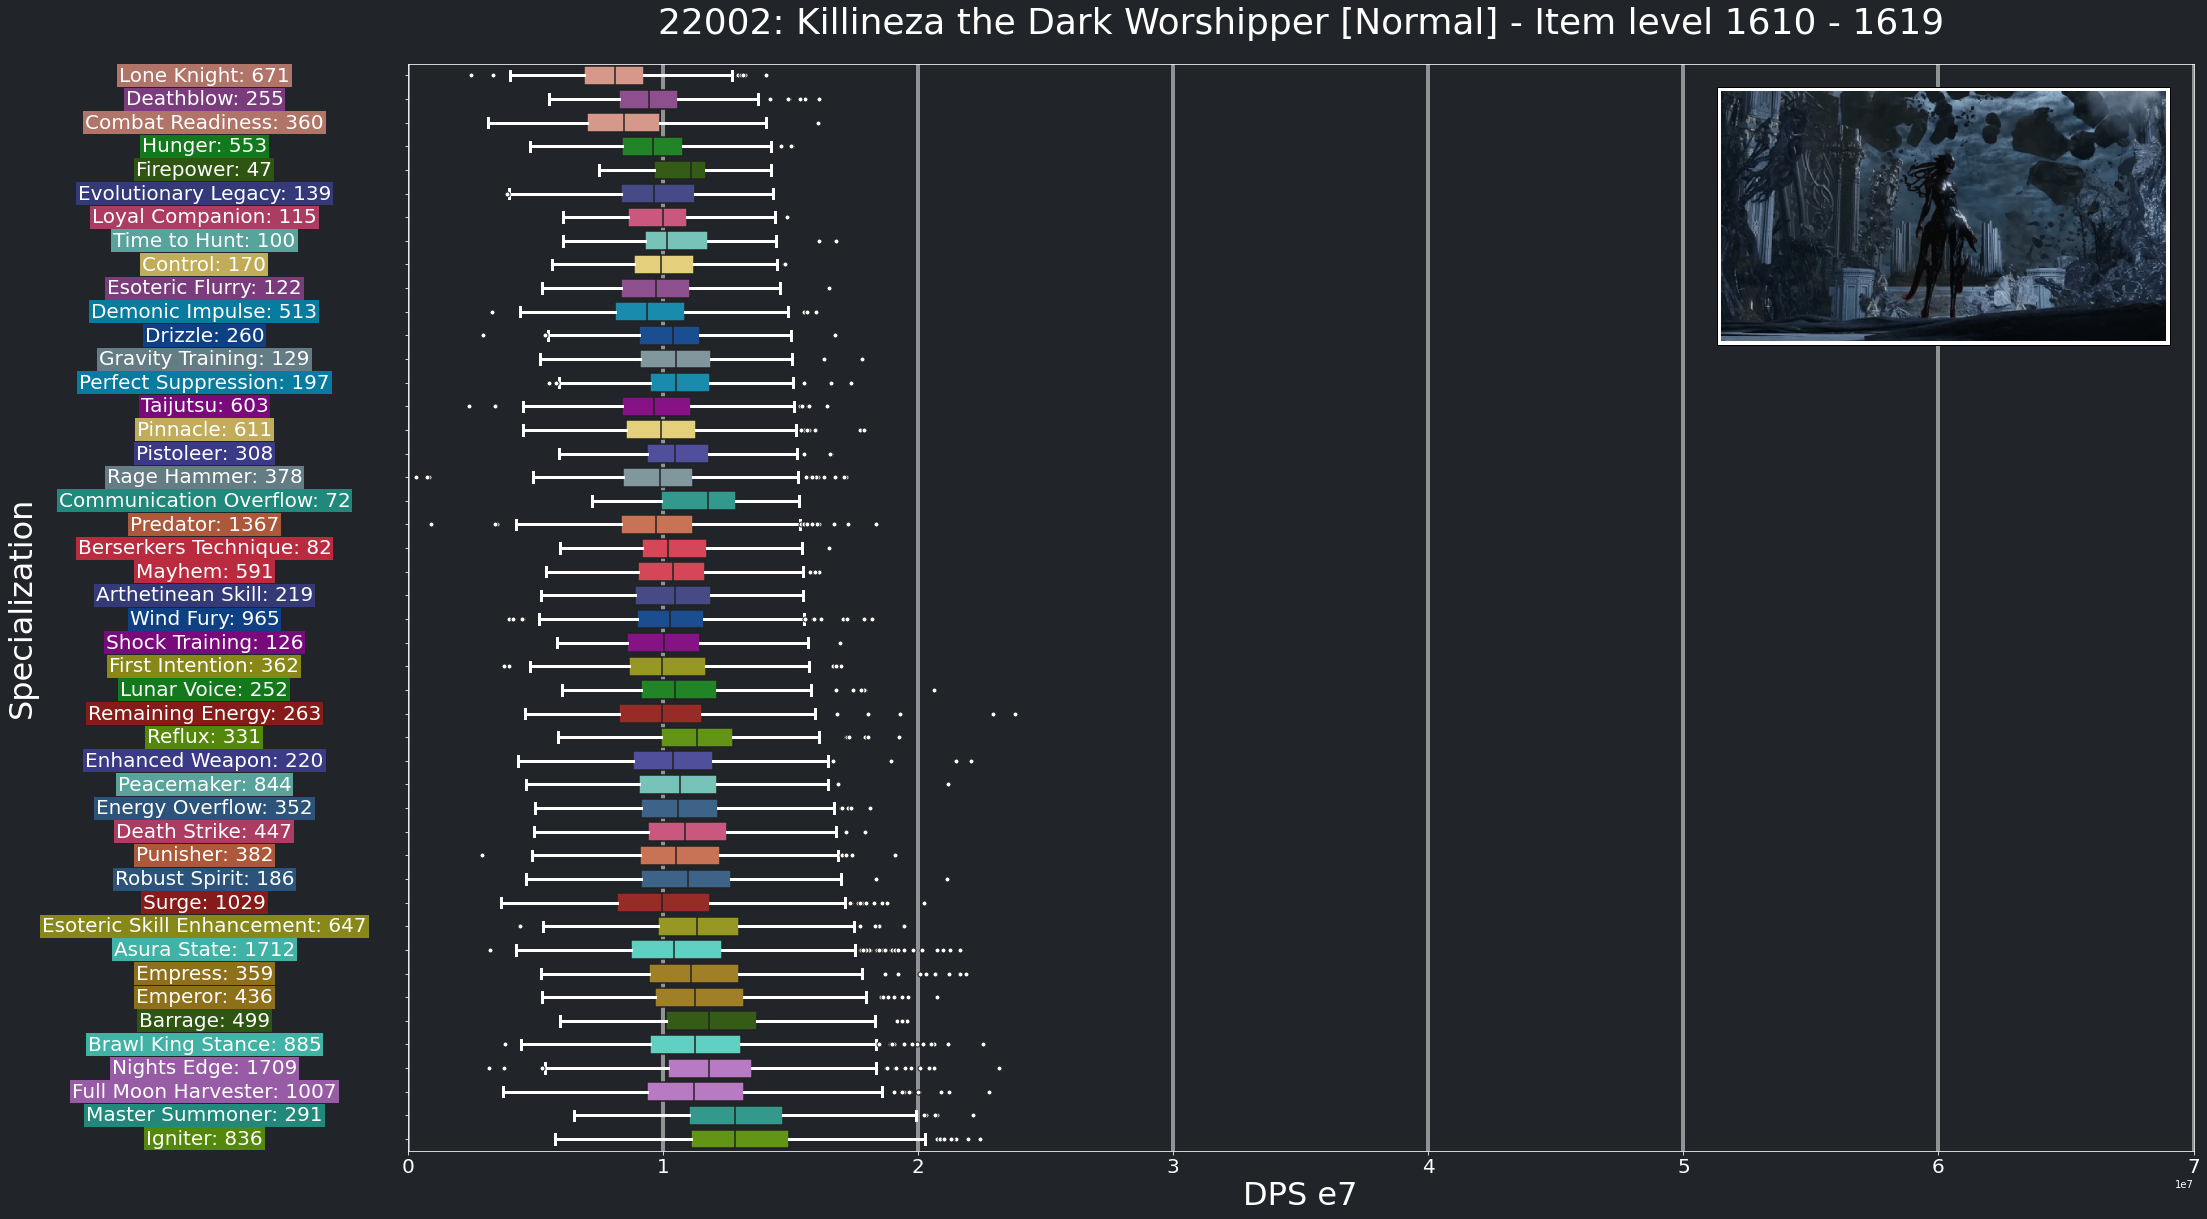 22002: Killineza the Dark Worshipper [Normal] - Item level 1610 - 1619
Specialization
Lone Knight: 671
Deathblow: 255
Combat Readiness: 360
Hunger: 553
Firepower: 47
Evolutionary Legacy: 139
Loyal Companion: 115
Time to Hunt: 100
Control: 170
Esoteric Flurry: 122
Demonic Impulse: 513
Drizzle: 260
Gravity Training: 129
Perfect Suppression: 197
Taijutsu: 603
Pinnacle: 611
Pistoleer: 308
Rage Hammer: 378
Communication Overflow: 72
Predator: 1367
Berserkers Technique: 82
Mayhem: 591
Arthetinean Skill: 219
Wind Fury: 965
Shock Training: 126
First Intention: 362
Lunar Voice: 252
Remaining Energy: 263
Reflux: 331
Enhanced Weapon: 220
Peacemaker: 844
Energy Overflow: 352
Death Strike: 447
Punisher: 382
Robust Spirit: 186
Surge: 1029
Esoteric Skill Enhancement: 647
Asura State: 1712
Empress: 359
Emperor: 436
Barrage: 499
Brawl King Stance: 885
Nights Edge: 1709
Full Moon Harvester: 1007
Master Summoner: 291
Igniter: 836
0 1 2 3 4 5 6 7
1e7
DPS e7